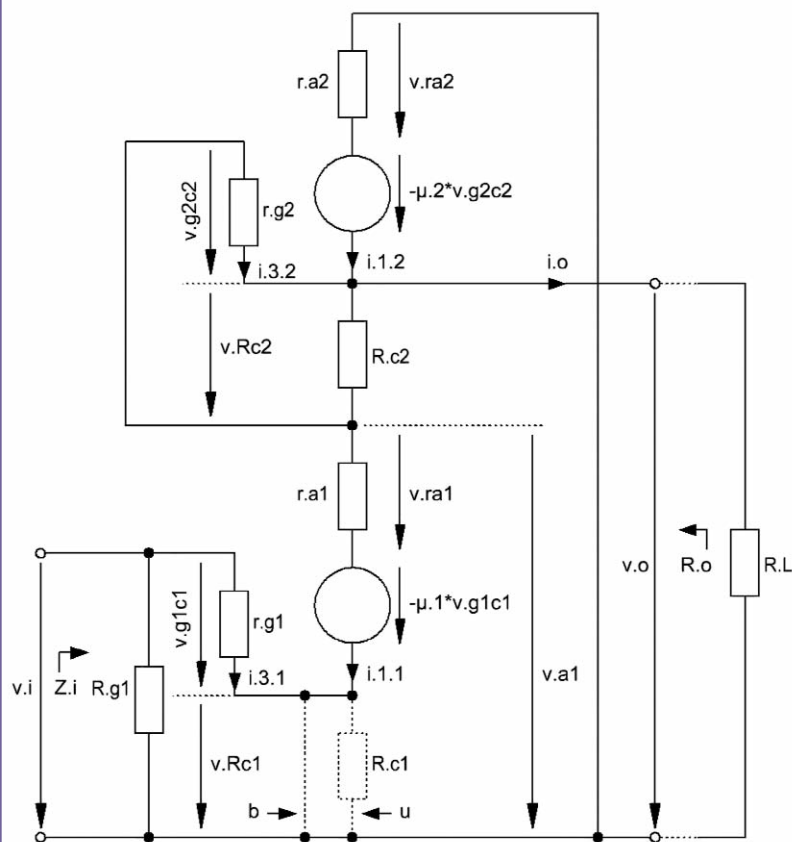 r.a2
v.ra2
v.g2c2
r.g2
-µ.2*v.g2c2
i.3.2
i.1.2
i.o
v.Rc2
R.c2
r.a1
v.ra1
v.g1c1
r.g1
-µ.1*v.g1c1
v.o
R.o
R.L
v.i
Z.i
R.g1
i.3.1
i.1.1
v.a1
v.Rc1
R.c1
b
u